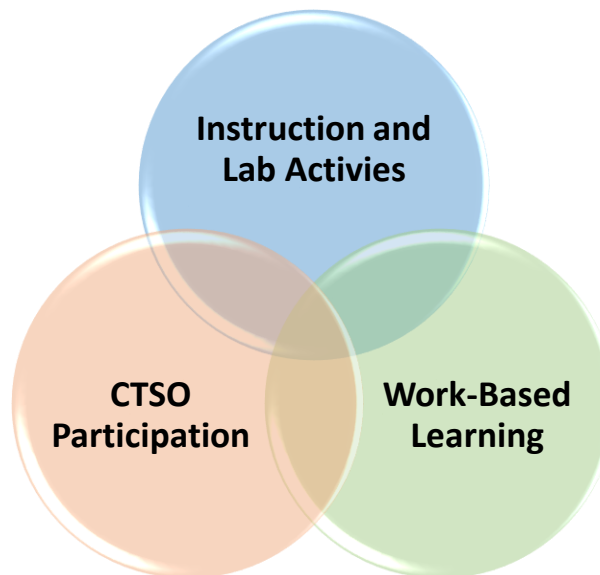 Instruction and
Lab Activies
CTSO
Participation
Work-Based
Learning